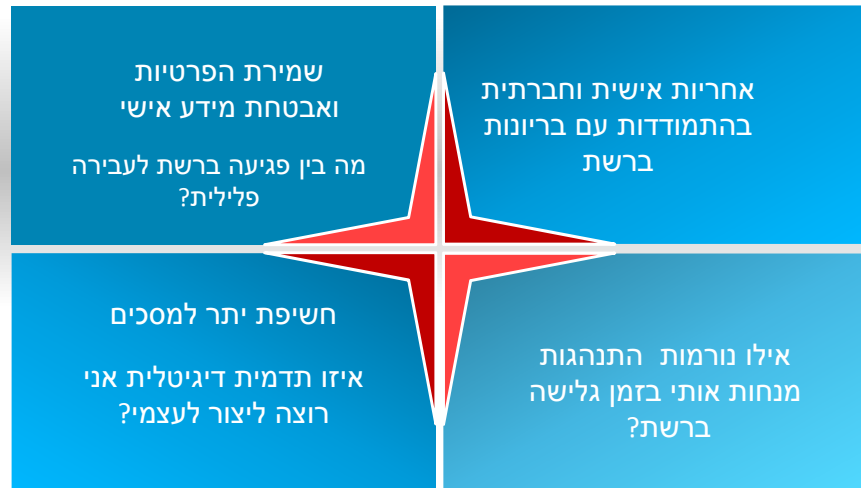 אחריות אישית וחברתית
בהתמודדות עם בריונות
ברשת
שמירת הפרטיות
ואבטחת מידע אישי
מה בין פגיעה ברשת לעבירה
פלילית?
אילו נורמות התנהגות
מנחות אותי בזמן גלישה
ברשת?
חשיפת יתר למסכים
איזו תדמית דיגיטלית אני
רוצה ליצור לעצמי?